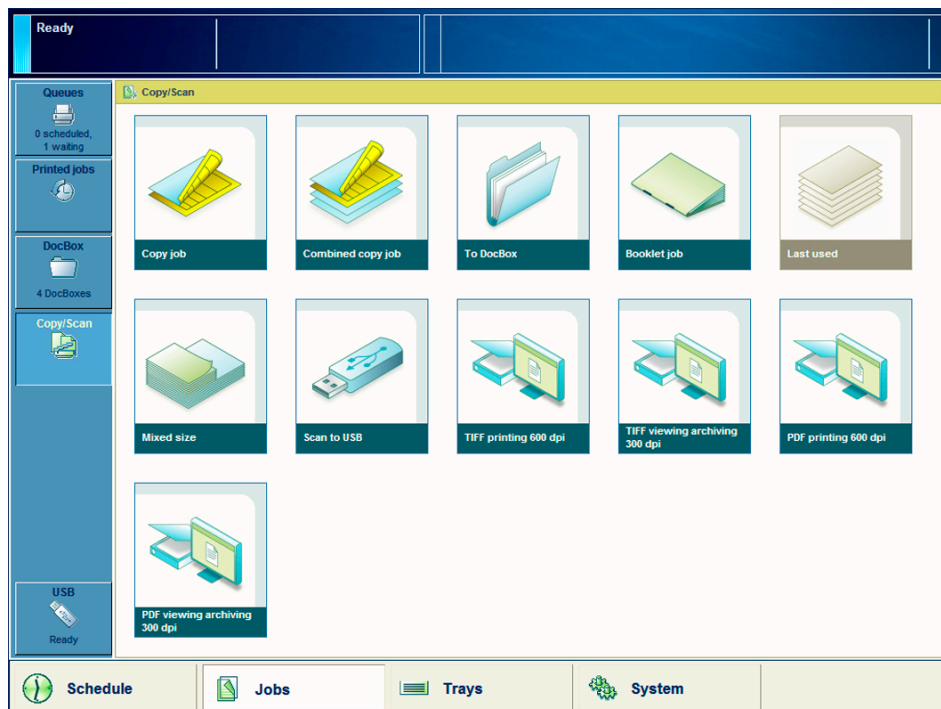 Ready
Queues
0 scheduled,
1 waiting
Printed jobs
DocBox
4 DocBoxes
Copy/Scan
USB
Ready
Copy/Scan
Copy job
Combined copy job
To DocBox
Booklet job
Last used
Mixed size
Scan to USB
TIFF printing 600 dpi
TIFF viewing archiving
300 dpi
PDF printing 600 dpi
PDF viewing archiving
300 dpi
Schedule
Jobs
Trays
System